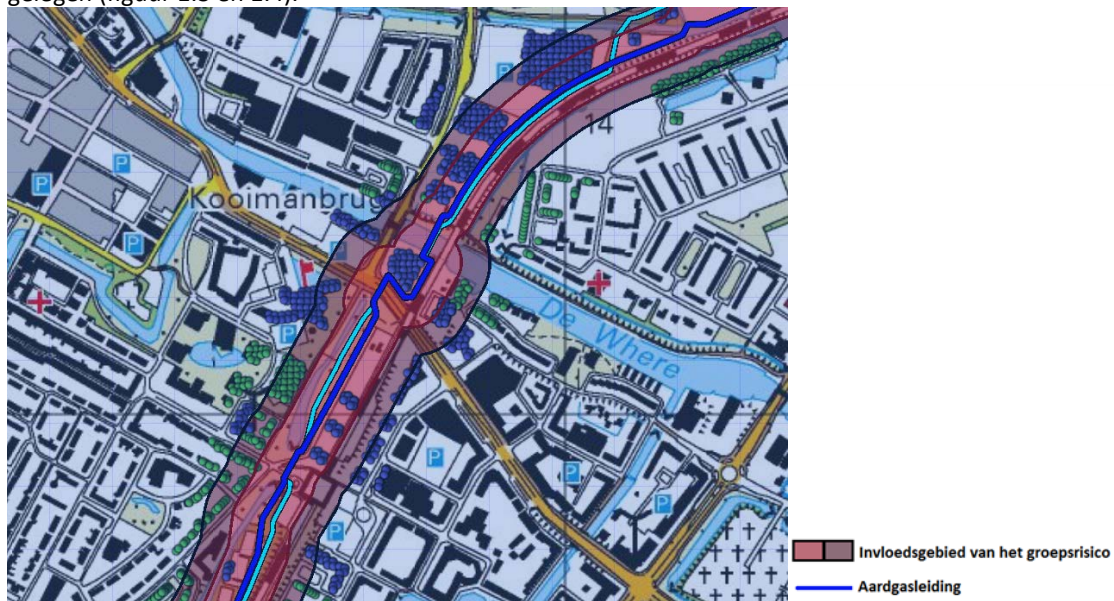 gelegen (figuur 2.3 en 2.4).
P
14
P
P
Kooimanbrug
P
De Where
P
P
P
P
P
Invloedsgebied van het groepsrisico
Aardgasleiding